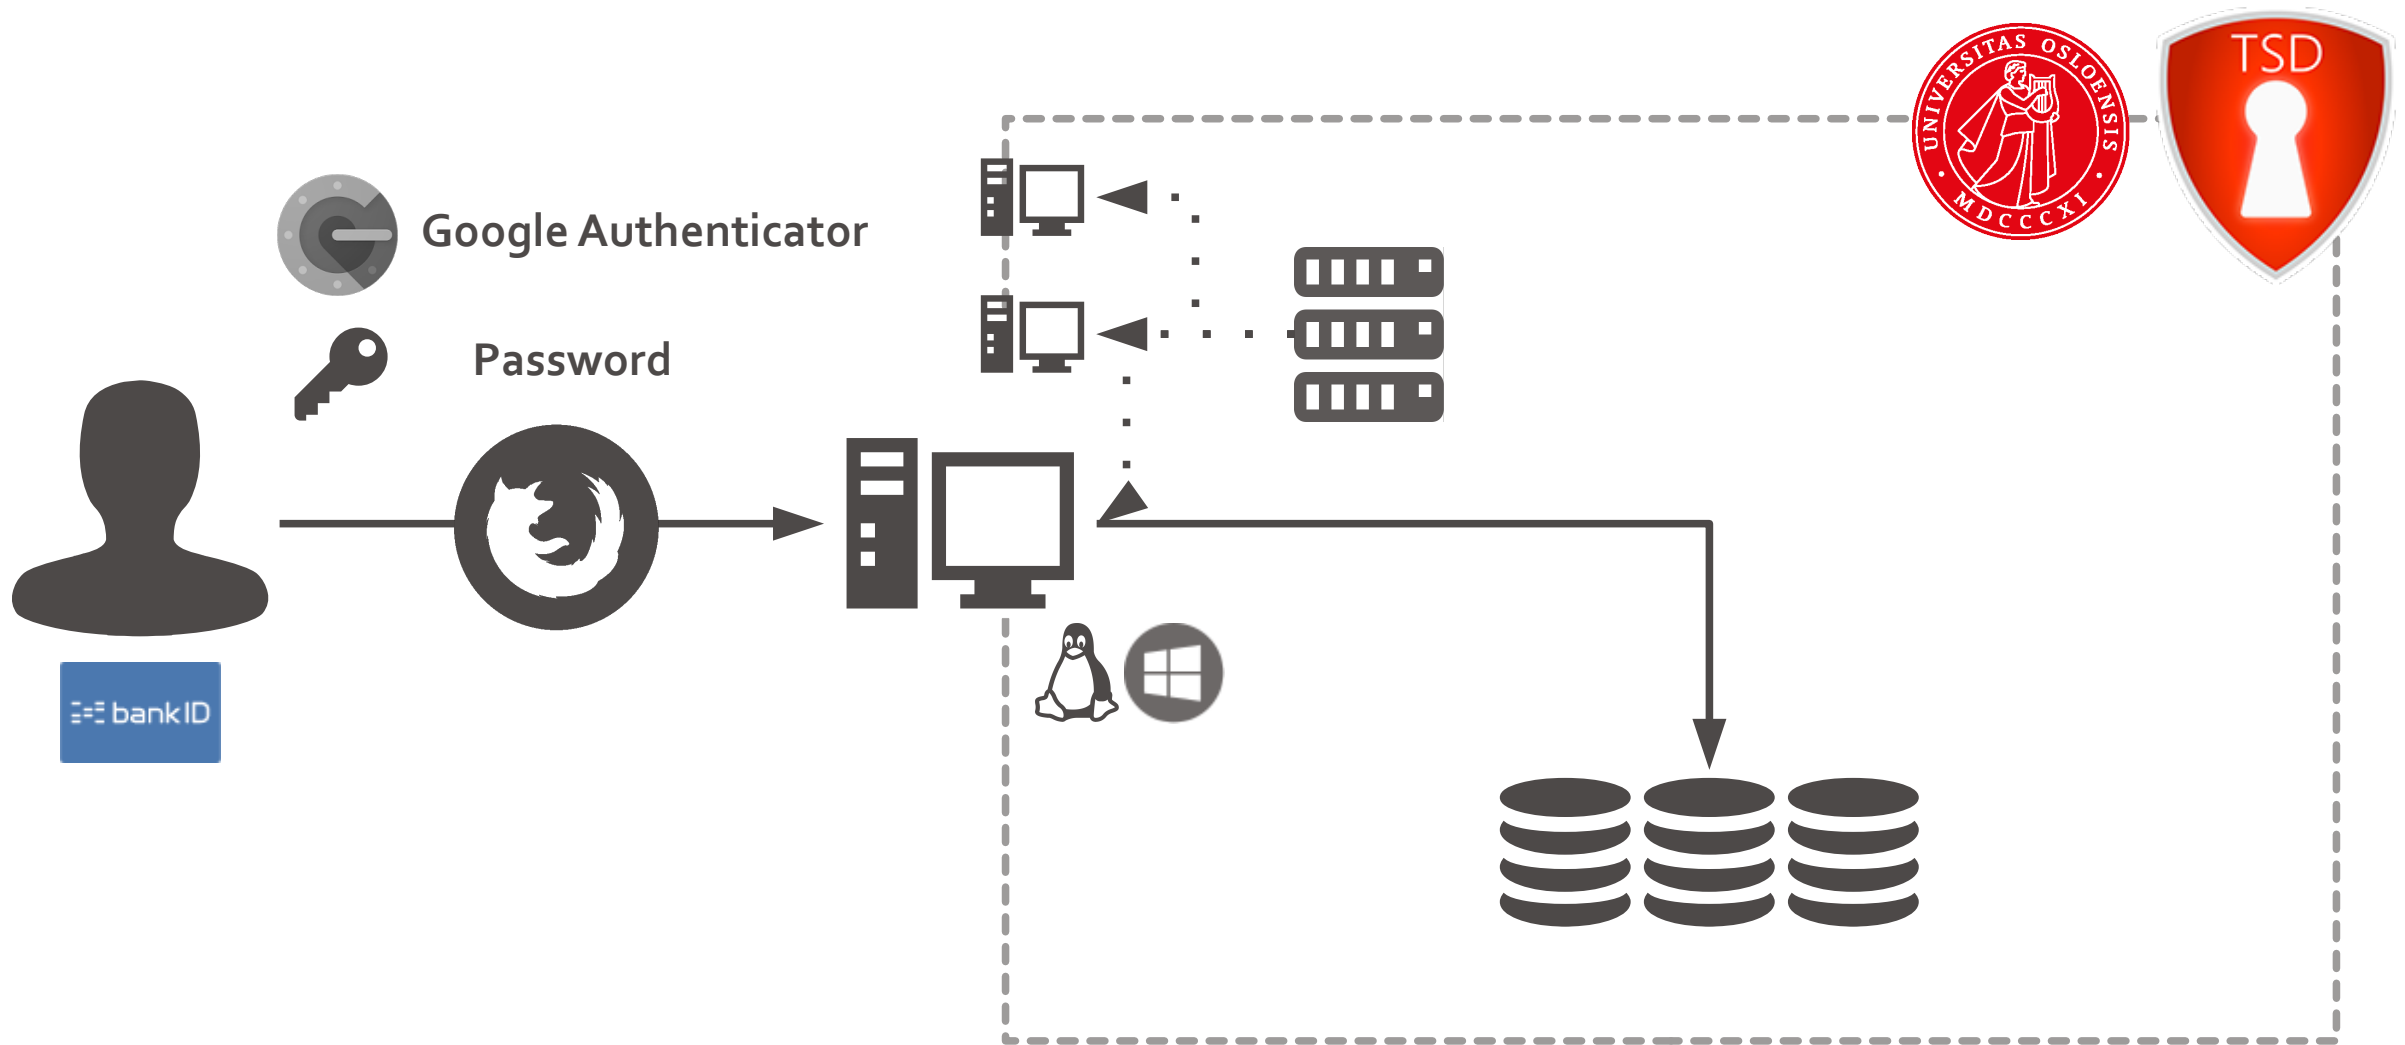 UNIVERSITAS OSLOENSIS
MDCCCXI
TSD
Google Authenticator
Password
bankID